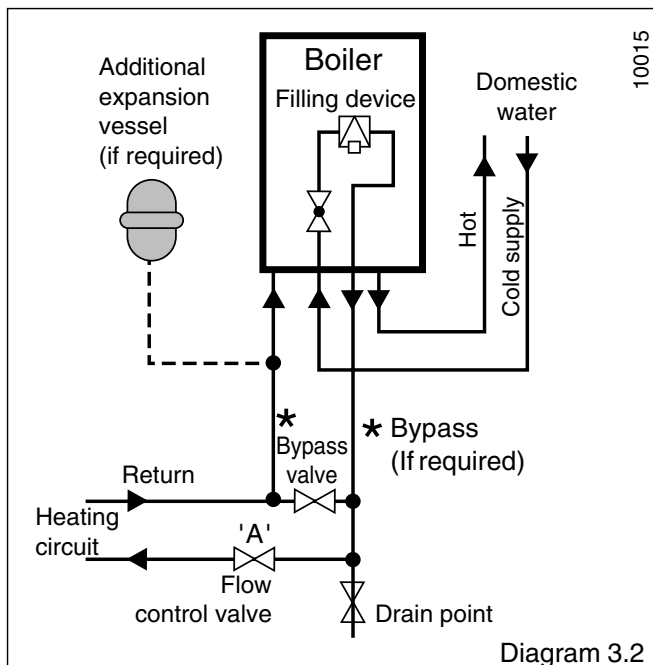 10015
Additional
expansion
vessel
(if required)
Boiler
Filling device
Domestic
water
Hot
Cold supply
* Bypass
(If required)
*
Bypass
valve
Return
Heating
circuit
'A'
Flow
control valve
Drain point
Diagram 3.2